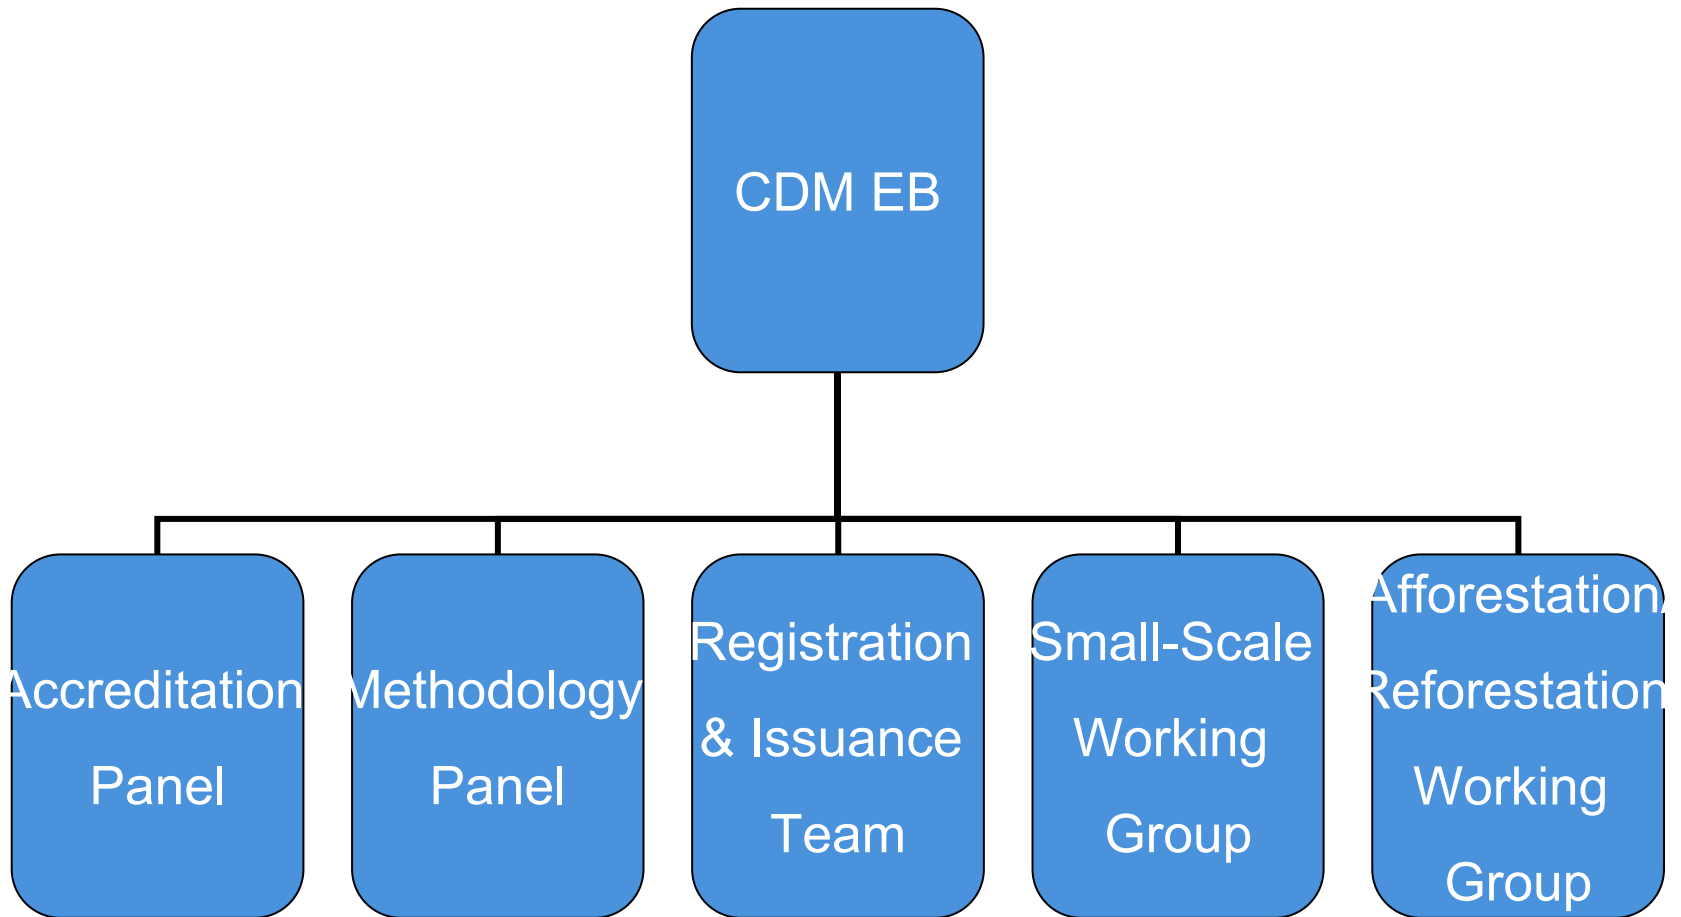 CDM EB
Accreditation
Panel
Methodology
Panel
Registration
& Issuance
Team
Small-Scale
Working
Group
Afforestation/
Reforestation
Working
Group